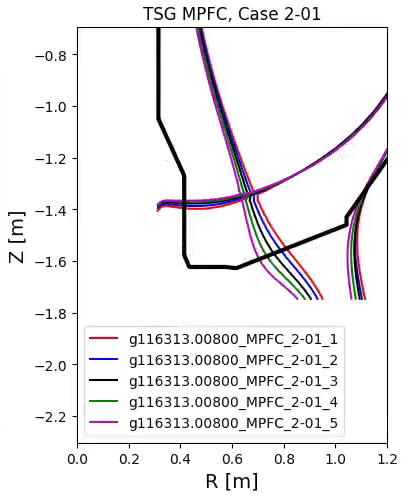 TSG MPFC, Case 2-01
−0.8
−1.0
−1.2
−1.4
−1.6
−1.8
−2.0
−2.2
Z [m]
g116313.00800_MPFC_2-01_1
g116313.00800_MPFC_2-01_2
g116313.00800_MPFC_2-01_3
g116313.00800_MPFC_2-01_4
g116313.00800_MPFC_2-01_5
0.0 0.2 0.4 0.6 0.8 1.0 1.2
R [m]